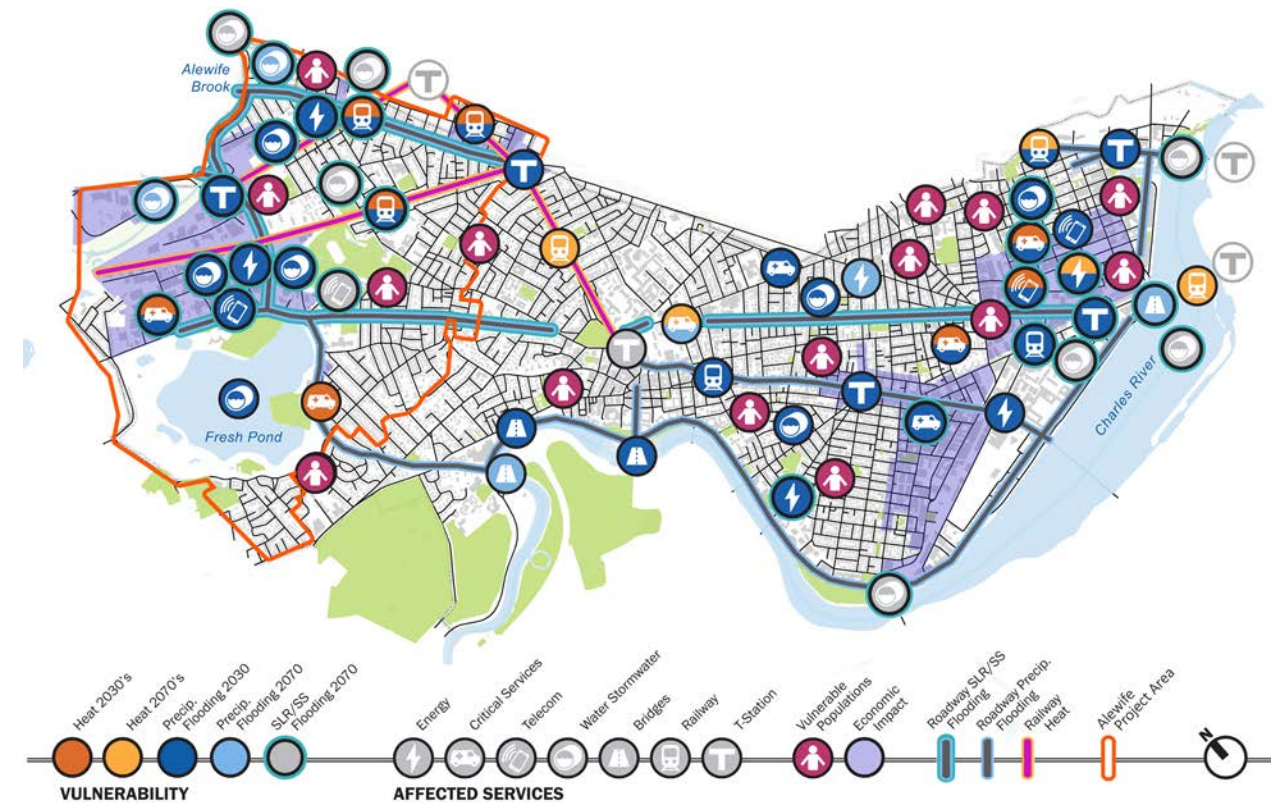 Alewife
Brook
Fresh Pond
Charles River
Heat 2030's
Heat 2070's
Precip.
Flooding 2030
Precip.
Flooding 2070
SLR/SS
Flooding 2070
Energy
Critical Services
Telecom
Water Stormwater
Bridges
Railway
T-Station
Vulnerable
Populations
Economic
Impact
Roadway SLR/SS
Flooding
Roadway Precip.
Flooding
Railway
Heat
Alewife
Project Area
N
VULNERABILITY
AFFECTED SERVICES